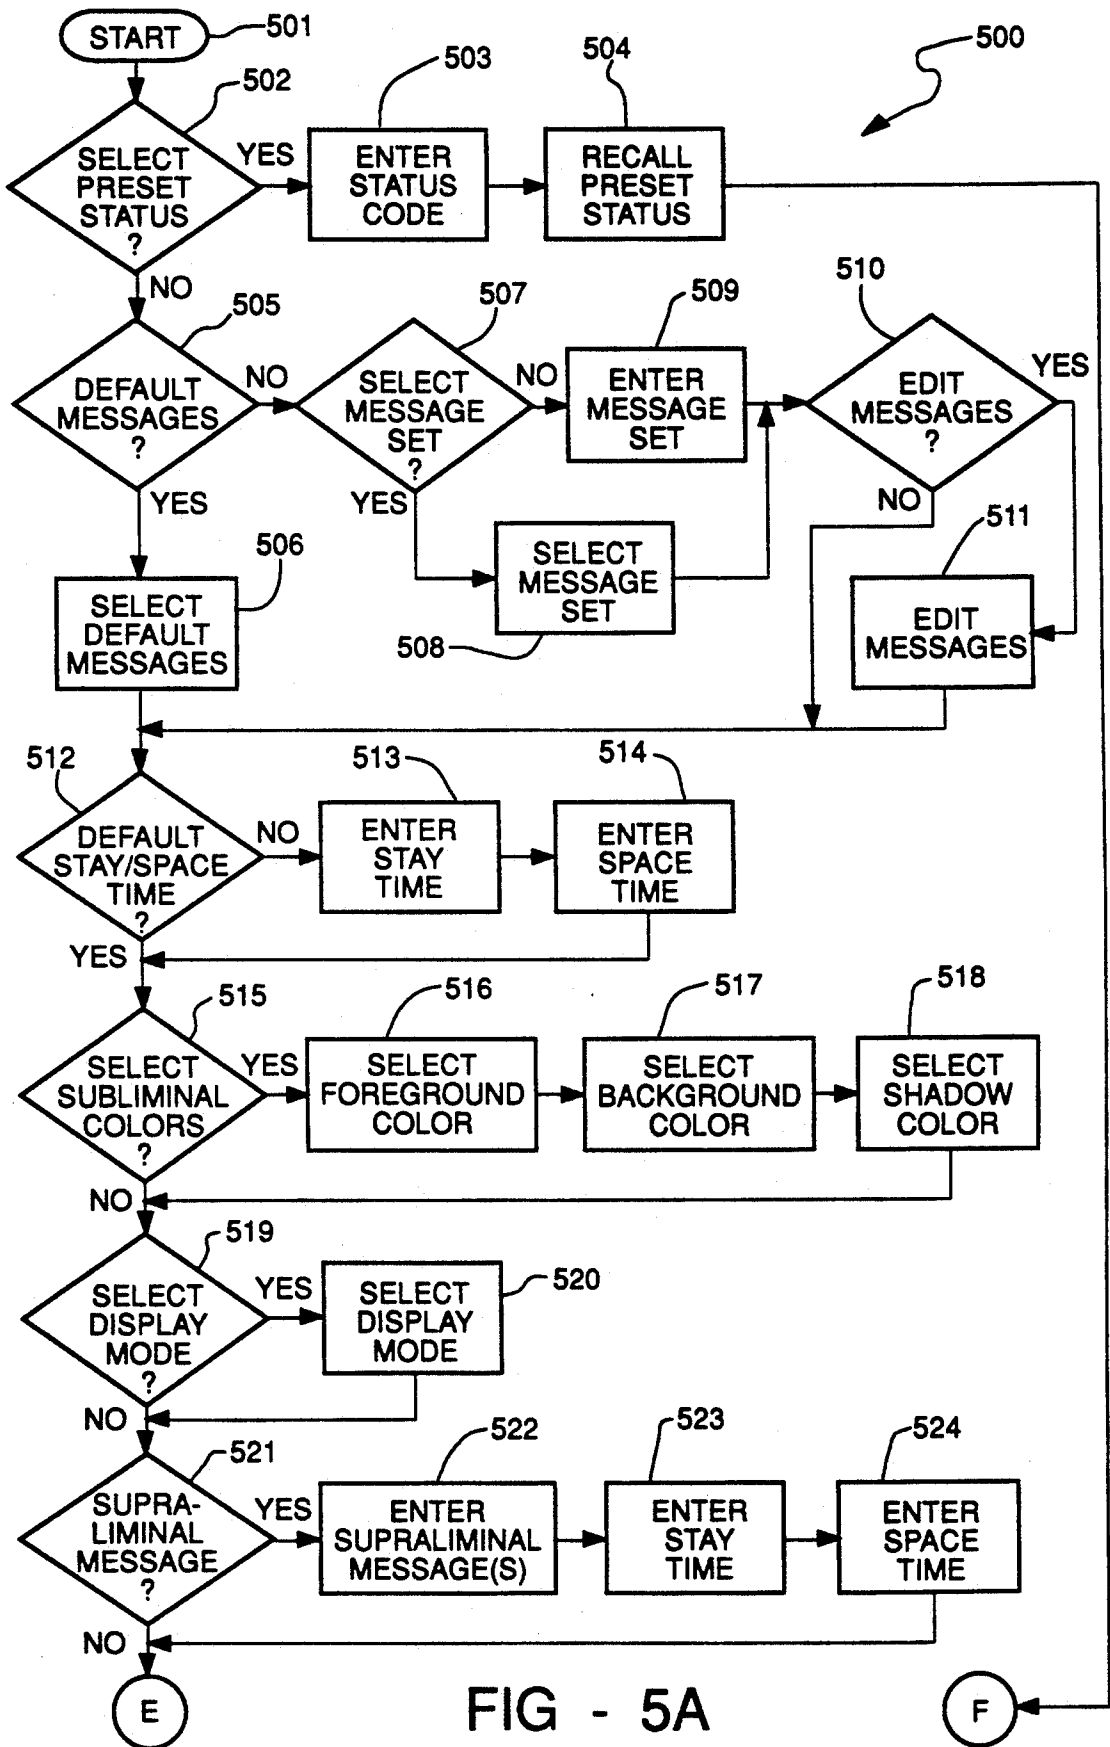 START
501
500
502
503
504
SELECT
PRESET
STATUS
?
YES
ENTER
STATUS
CODE
RECALL
PRESET
STATUS
NO
505
507
509
510
DEFAULT
MESSAGES
?
NO
SELECT
MESSAGE
SET
?
NO
ENTER
MESSAGE
SET
EDIT
MESSAGES
?
YES
YES
YES
NO
506
SELECT
DEFAULT
MESSAGES
SELECT
MESSAGE
SET
508
511
EDIT
MESSAGES
512
513
514
DEFAULT
STAY/SPACE
TIME
?
NO
ENTER
STAY
TIME
ENTER
SPACE
TIME
YES
515
516
517
518
SELECT
SUBLIMINAL
COLORS
?
YES
SELECT
FOREGROUND
COLOR
SELECT
BACKGROUND
COLOR
SELECT
SHADOW
COLOR
NO
519
520
SELECT
DISPLAY
MODE
?
YES
SELECT
DISPLAY
MODE
NO
521
522
523
524
SUPRA-
LIMINAL
MESSAGE
?
YES
ENTER
SUPRALIMINAL
MESSAGE(S)
ENTER
STAY
TIME
ENTER
SPACE
TIME
NO
E
FIG - 5A
F